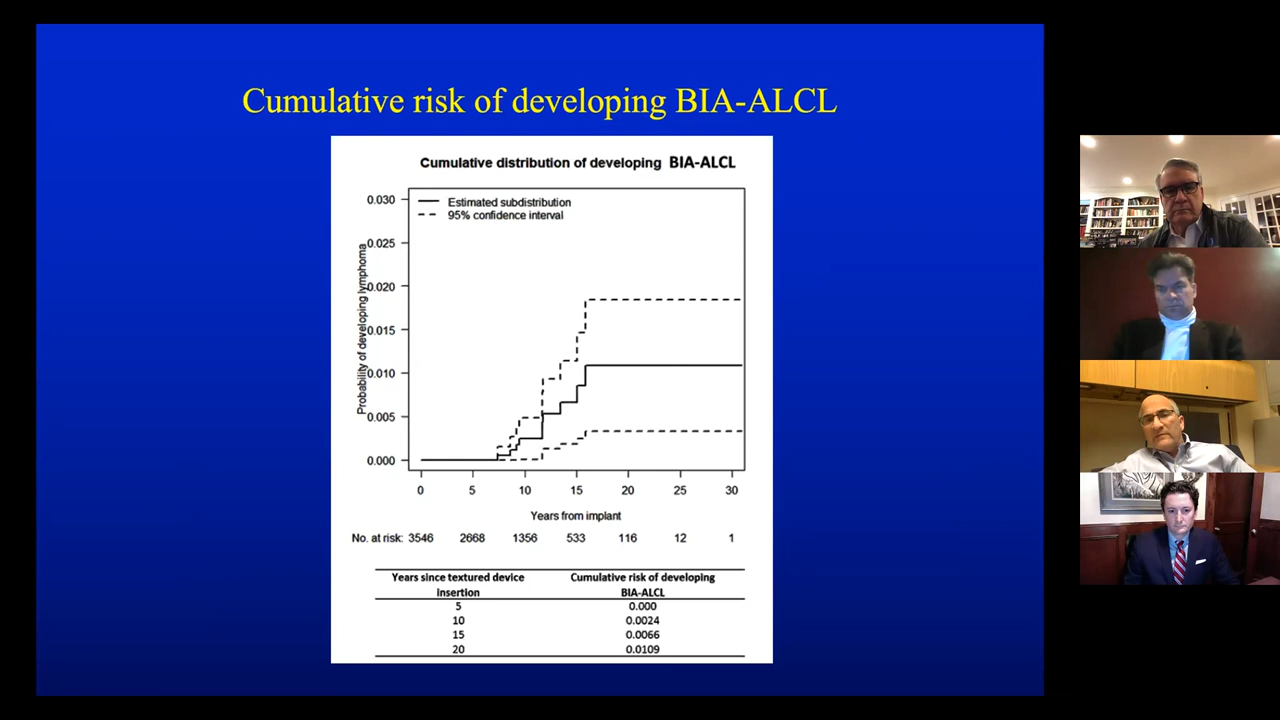 Cumulative risk of developing BIA-ALCL
Cumulative distribution of developing BIA-ALCL
Estimated subdistribution
95% confidence interval
Probability of developing lymphoma
0.030
0.025
0.020
0.015
0.010
0.005
0.000
0 5 10 15 20 25 30
Years from implant
No. at risk: 3546 2668 1356 533 116 12 1
Years since textured device Cumulative risk of developing
insertion BIA-ALCL
5 0.000
10 0.0024
15 0.0066
20 0.0109